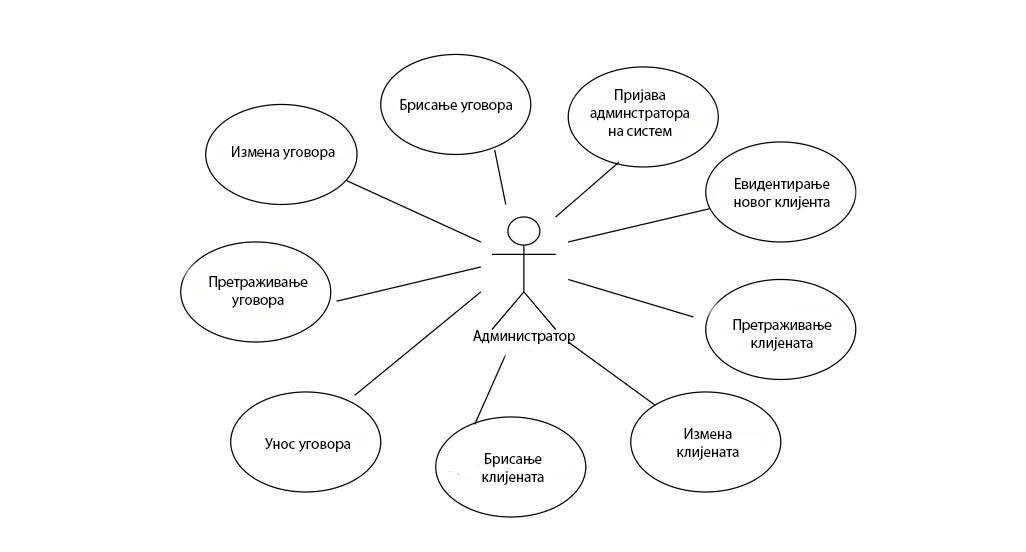 Брисање уговора
Пријава
админстратора
на систем
Измена уговора
Евидентирање
новог клијента
Претраживање
уговора
Администратор
Претраживање
клијената
Унос уговора
Измена
клијената
Брисање
клијената